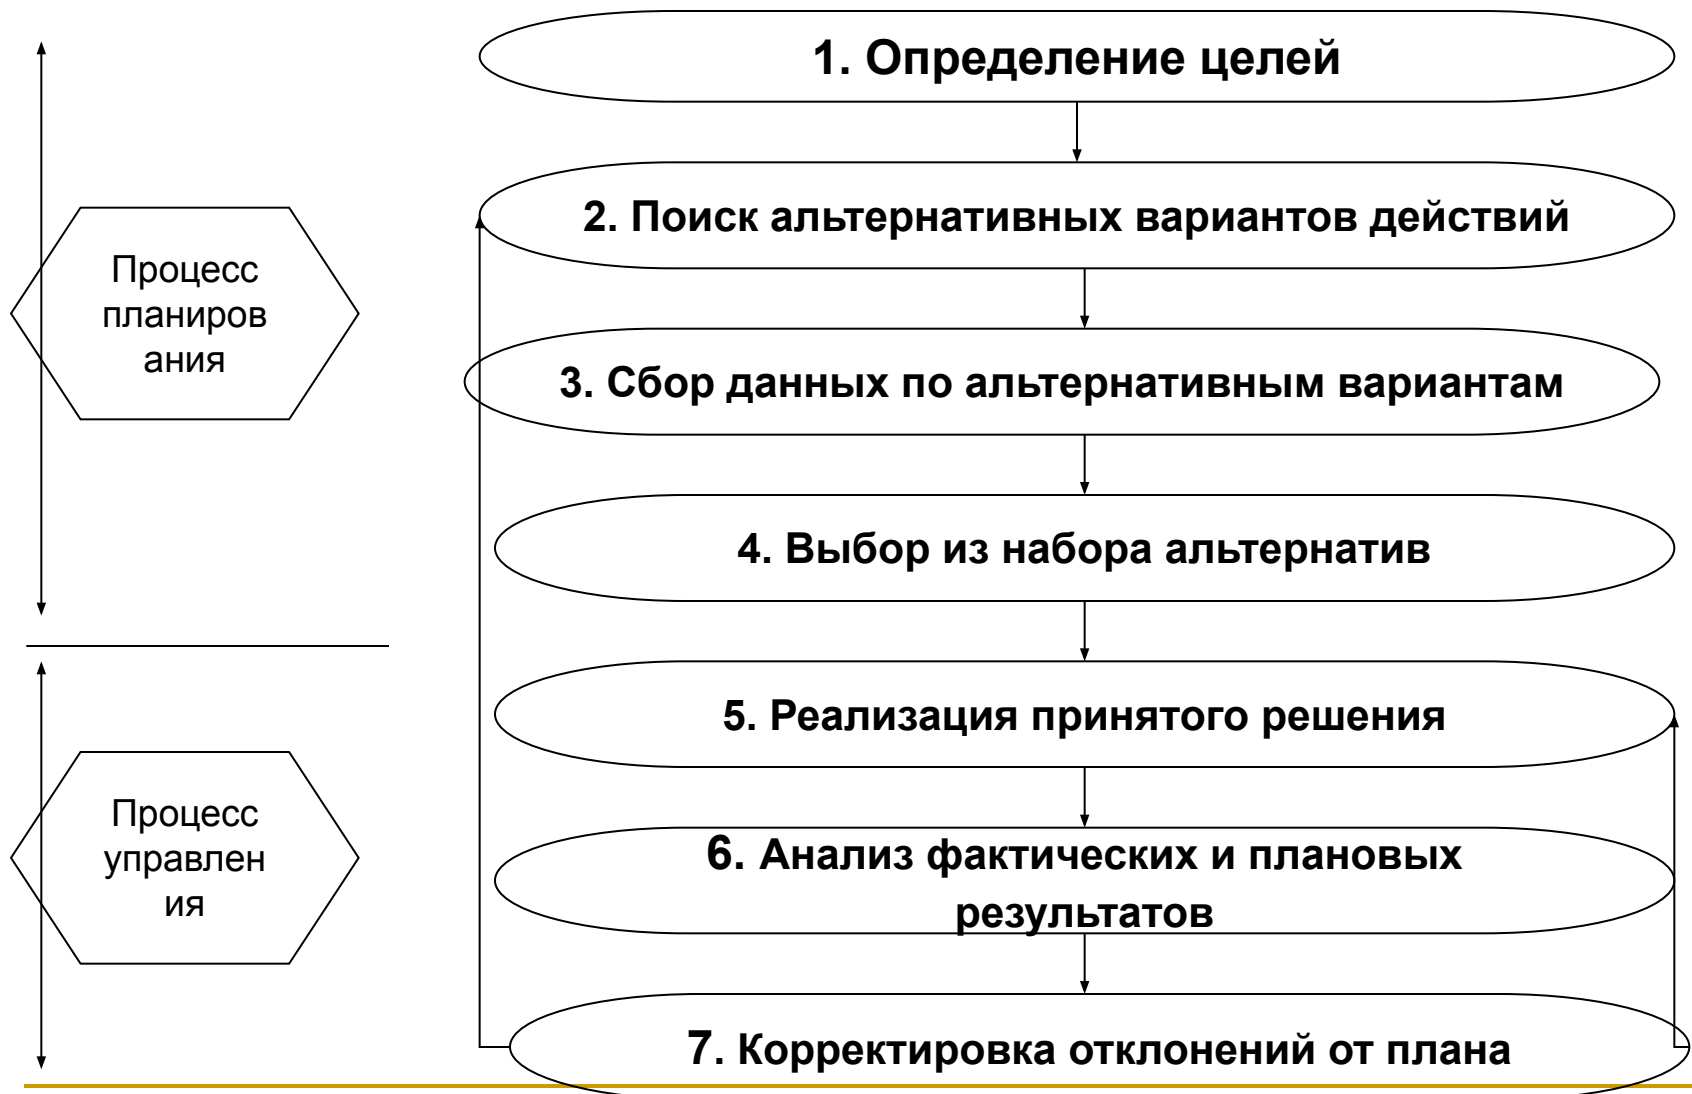 1. Определение целей
2. Поиск альтернативных вариантов действий
Процесс
планиров
ания
3. Сбор данных по альтернативным вариантам
4. Выбор из набора альтернатив
5. Реализация принятого решения
Процесс
управлен
ия
6. Анализ фактических и плановых
результатов
7. Корректировка отклонений от плана